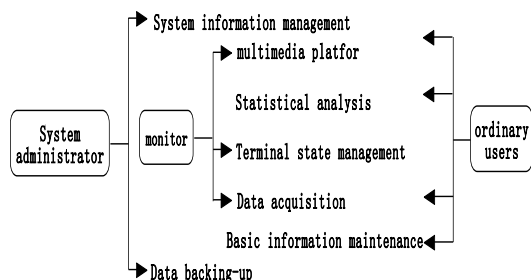 System information management
multimedia platfor
Statistical analysis
System
administrator
monitor
Terminal state management
ordinary
users
Data acquisition
Basic information maintenance
Data backing-up